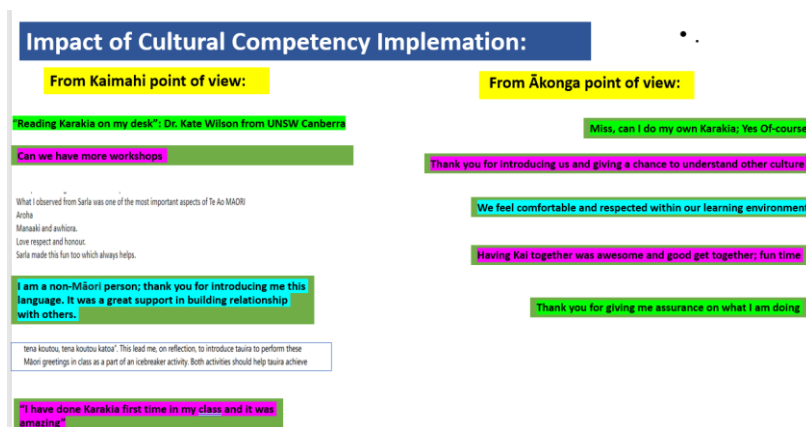 Impact of Cultural Competency Implemation:
From Kaimahi point of view:
"Reading Karakia on my desk": Dr. Kate Wilson from UNSW Canberra
Can we have more workshops
What I observed from Sarla was one of the most important aspects of Te Ao MAORI
Aroha
Manaaki and awhiora.
Love respect and honour.
Sarla made this fun too which always helps.
I am a non-Māori person; thank you for introducing me this
language. It was a great support in building relationship
with others.
tena koutou, tena koutou katoa". This lead me, on reflection, to introduce tauira to perform these
Māori greetings in class as a part of an icebreaker activity. Both activities should help tauira achieve
"I have done Karakia first time in my class and it was
amazing"
From Ākonga point of view:
Miss, can I do my own Karakia; Yes Of-course
Thank you for introducing us and giving a chance to understand other culture
We feel comfortable and respected within our learning environment
Having Kai together was awesome and good get together; fun time
Thank you for giving me assurance on what I am doing